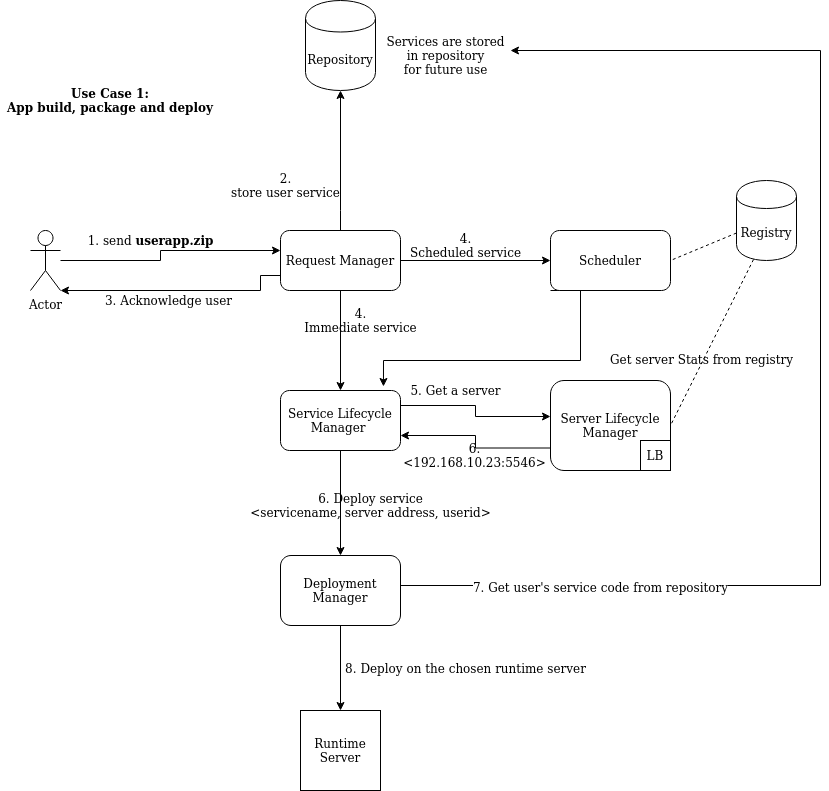 Repository
Services are stored
in repository
for future use
Use Case 1:
App build, package and deploy
2.
store user service
Registry
1. send userapp.zip
Request Manager
4.
Scheduled service
Scheduler
Actor
3. Acknowledge user
4.
Immediate service
Get server Stats from registry
Service Lifecycle
Manager
5. Get a server
Server Lifecycle
Manager
LB
6.
<192.168.10.23:5546>
6. Deploy service
<servicename, server address, userid>
Deployment
Manager
7. Get user's service code from repository
8. Deploy on the chosen runtime server
Runtime
Server